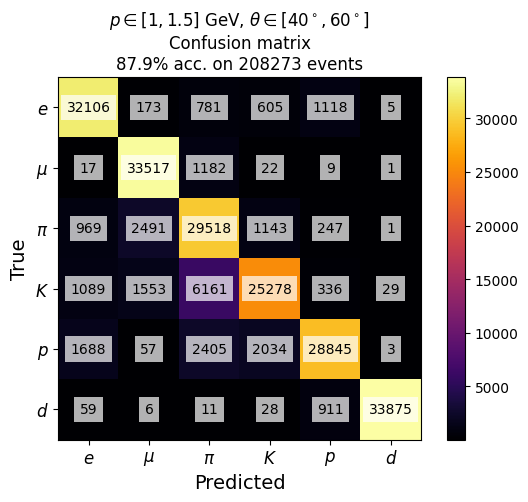 p ∈ [1, 1.5] GeV, θ ∈ [40°, 60°]
Confusion matrix
87.9% acc. on 208273 events
e 32106 173 781 605 1118 5
μ 17 33517 1182 22 9 1
π 969 2491 29518 1143 247 1
K 1089 1553 6161 25278 336 29
p 1688 57 2405 2034 28845 3
d 59 6 11 28 911 33875
e μ π K p d
Predicted
True
30000
25000
20000
15000
10000
5000